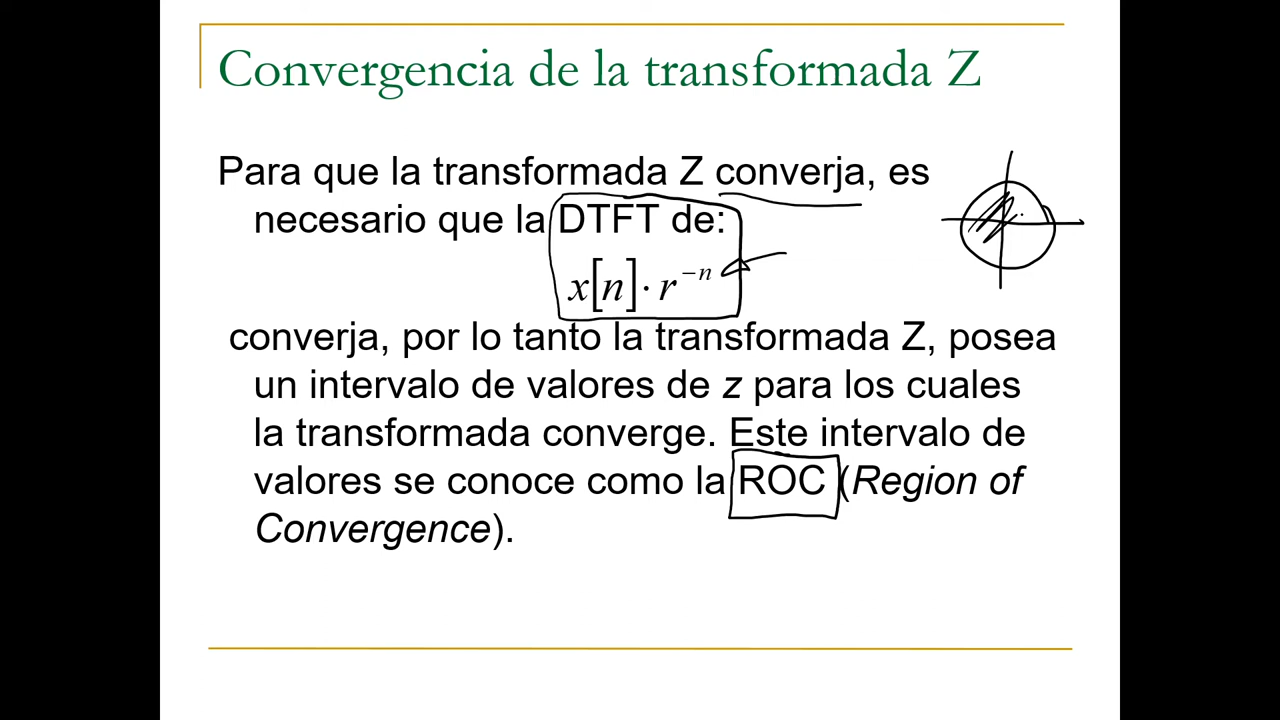 Convergencia de la transformada Z
Para que la transformada Z converja, es
necesario que la DTFT de:
x[n]·r⁻ⁿ
converja, por lo tanto la transformada Z, posea
un intervalo de valores de z para los cuales
la transformada converge. Este intervalo de
valores se conoce como la ROC (Region of
Convergence).